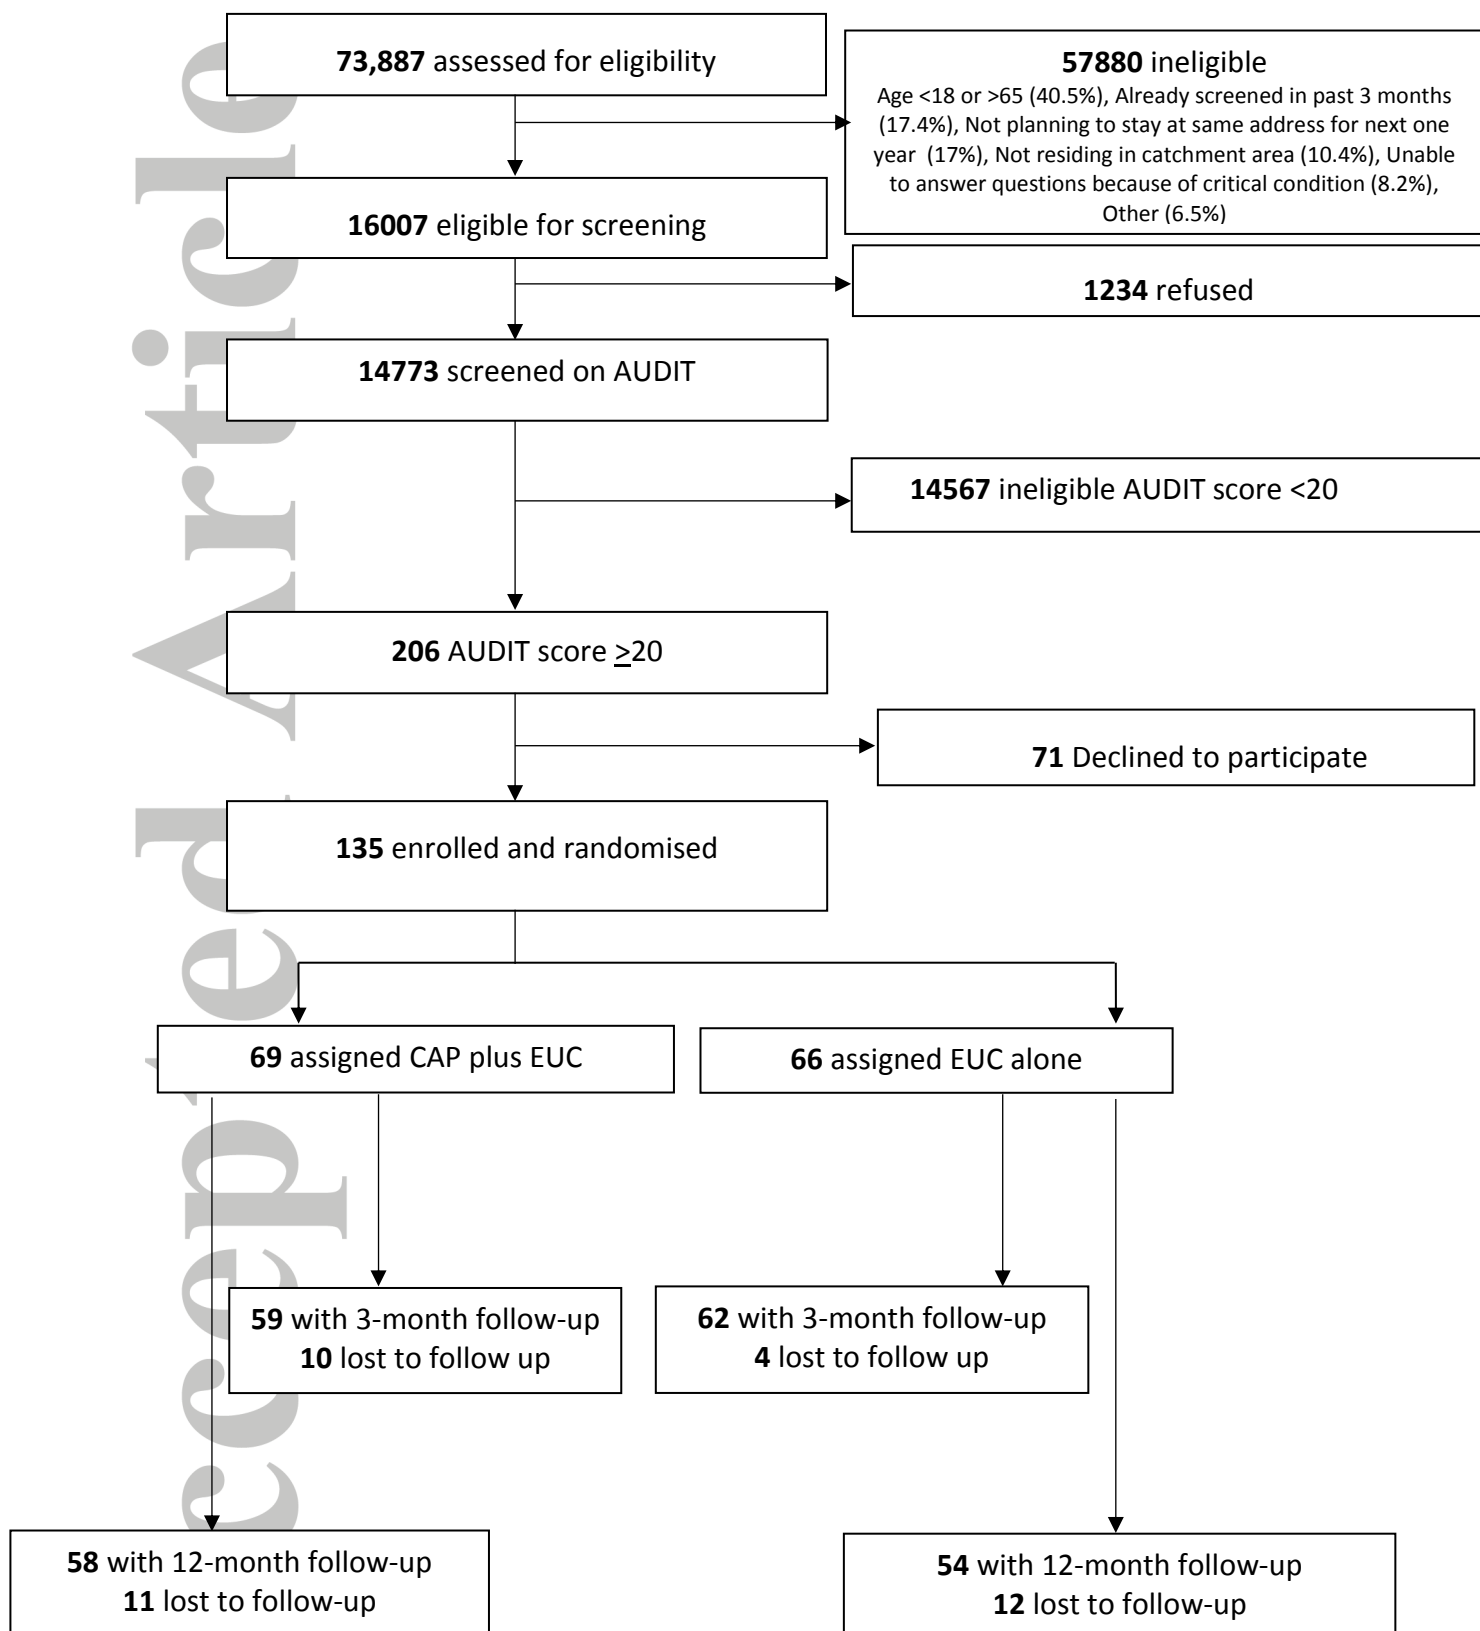 73,887 assessed for eligibility
57880 ineligible
Age <18 or >65 (40.5%), Already screened in past 3 months
(17.4%), Not planning to stay at same address for next one
year (17%), Not residing in catchment area (10.4%), Unable
to answer questions because of critical condition (8.2%),
Other (6.5%)
16007 eligible for screening
1234 refused
14773 screened on AUDIT
14567 ineligible AUDIT score <20
206 AUDIT score ≥20
71 Declined to participate
135 enrolled and randomised
69 assigned CAP plus EUC
66 assigned EUC alone
59 with 3-month follow-up
10 lost to follow up
62 with 3-month follow-up
4 lost to follow up
58 with 12-month follow-up
11 lost to follow-up
54 with 12-month follow-up
12 lost to follow-up
cepted Article